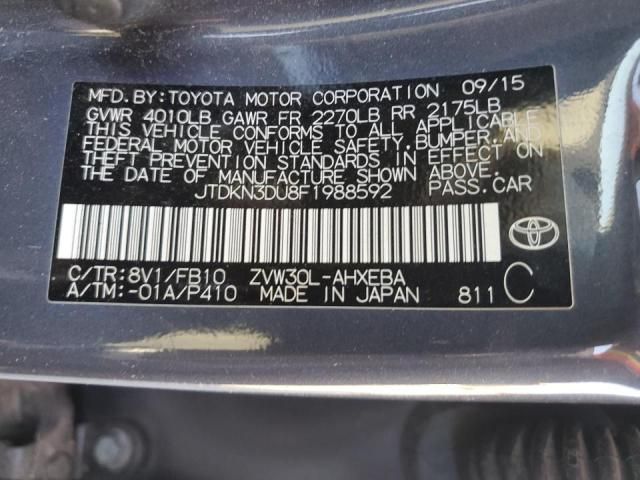 MFD.BY:TOYOTA MOTOR CORPORATION 09/15
GVWR 4010LB GAWR FR 2270LB RR 2175LB
THIS VEHICLE CONFORMS TO ALL APPLICABLE
FEDERAL MOTOR VEHICLE SAFETY,BUMPER, AND
THEFT PREVENTION STANDARDS IN EFFECT ON
THE DATE OF MANUFACTURE SHOWN ABOVE.
JTDKN3DU8F1988592 PASS.CAR
C/TR:8V1/FB10 ZVW30L-AHXEBA
A/TM:-01A/P410 MADE IN JAPAN 811 C